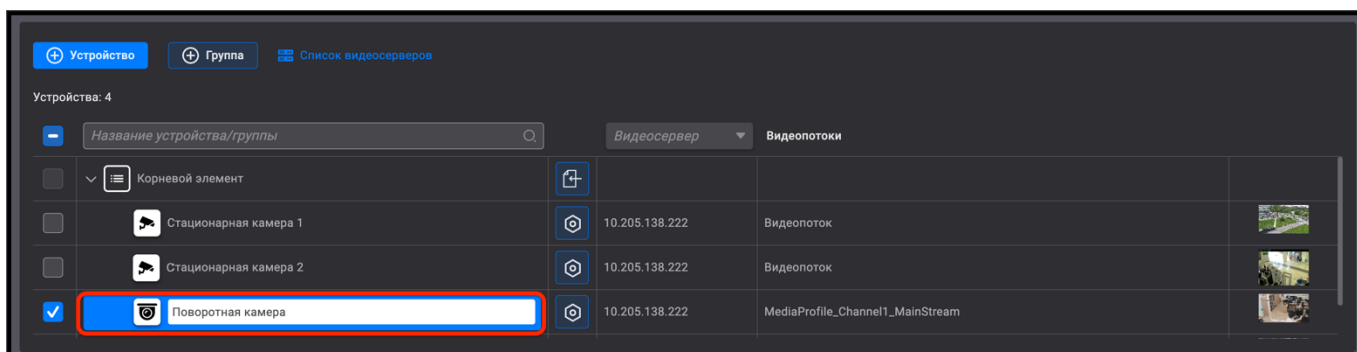 Устройство Группа Список видеосерверов
Устройства: 4
Название устройства/группы Видеосервер Видеопотоки
Корневой элемент
Стационарная камера 1 10.205.138.222 Видеопоток
Стационарная камера 2 10.205.138.222 Видеопоток
Поворотная камера 10.205.138.222 MediaProfile_Channel1_MainStream